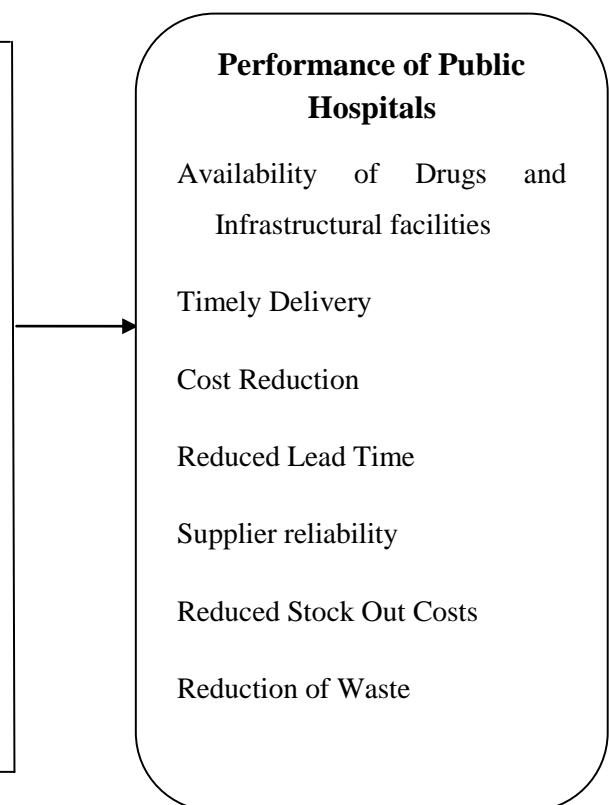 Performance of Public
Hospitals
Availability of Drugs and
Infrastructural facilities
Timely Delivery
Cost Reduction
Reduced Lead Time
Supplier reliability
Reduced Stock Out Costs
Reduction of Waste